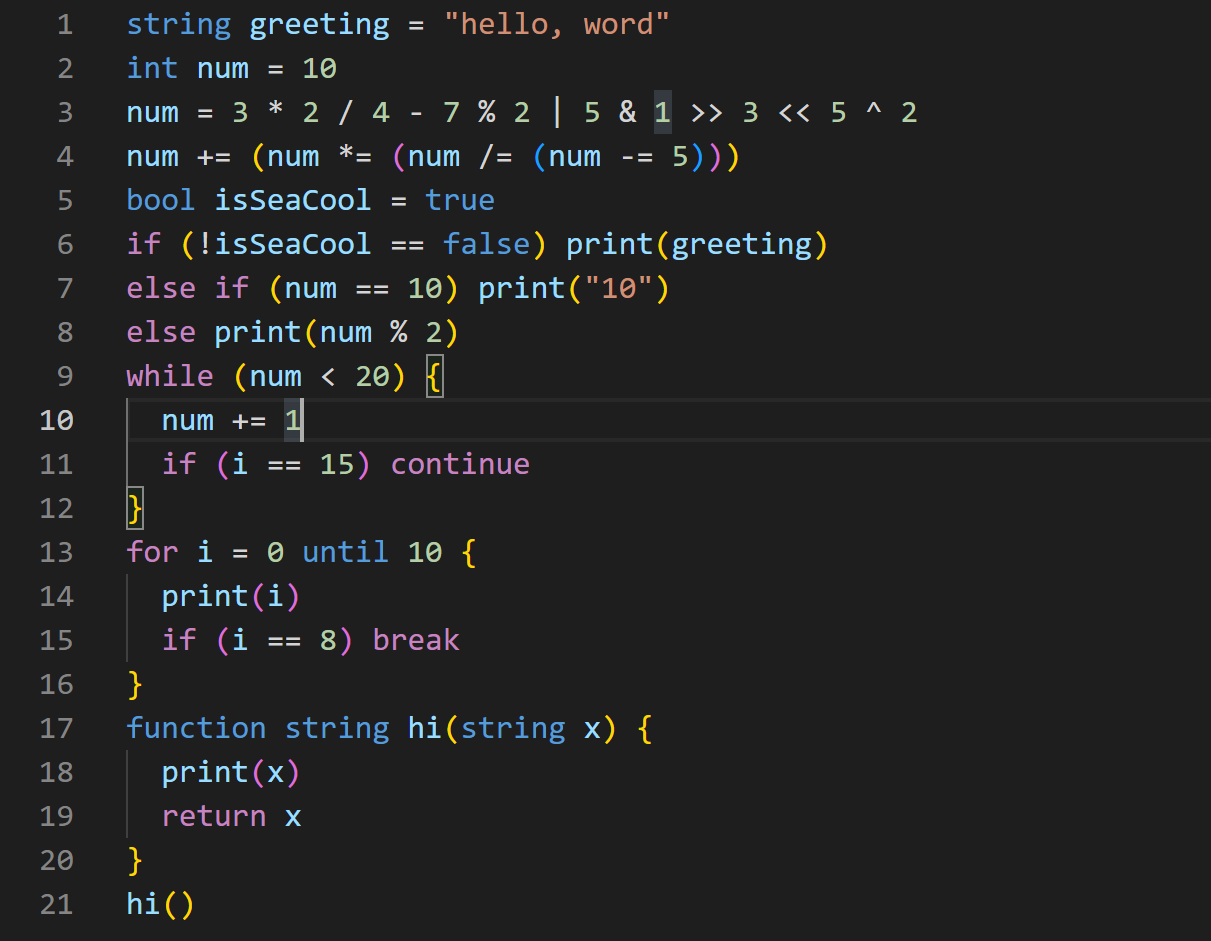 1 string greeting = "hello, word"
2 int num = 10
3 num = 3 * 2 / 4 - 7 % 2 | 5 & 1 >> 3 << 5 ^ 2
4 num += (num *= (num /= (num -= 5)))
5 bool isSeaCool = true
6 if (!isSeaCool == false) print(greeting)
7 else if (num == 10) print("10")
8 else print(num % 2)
9 while (num < 20) {
10   num += 1
11   if (i == 15) continue
12 }
13 for i = 0 until 10 {
14   print(i)
15   if (i == 8) break
16 }
17 function string hi(string x) {
18   print(x)
19   return x
20 }
21 hi()